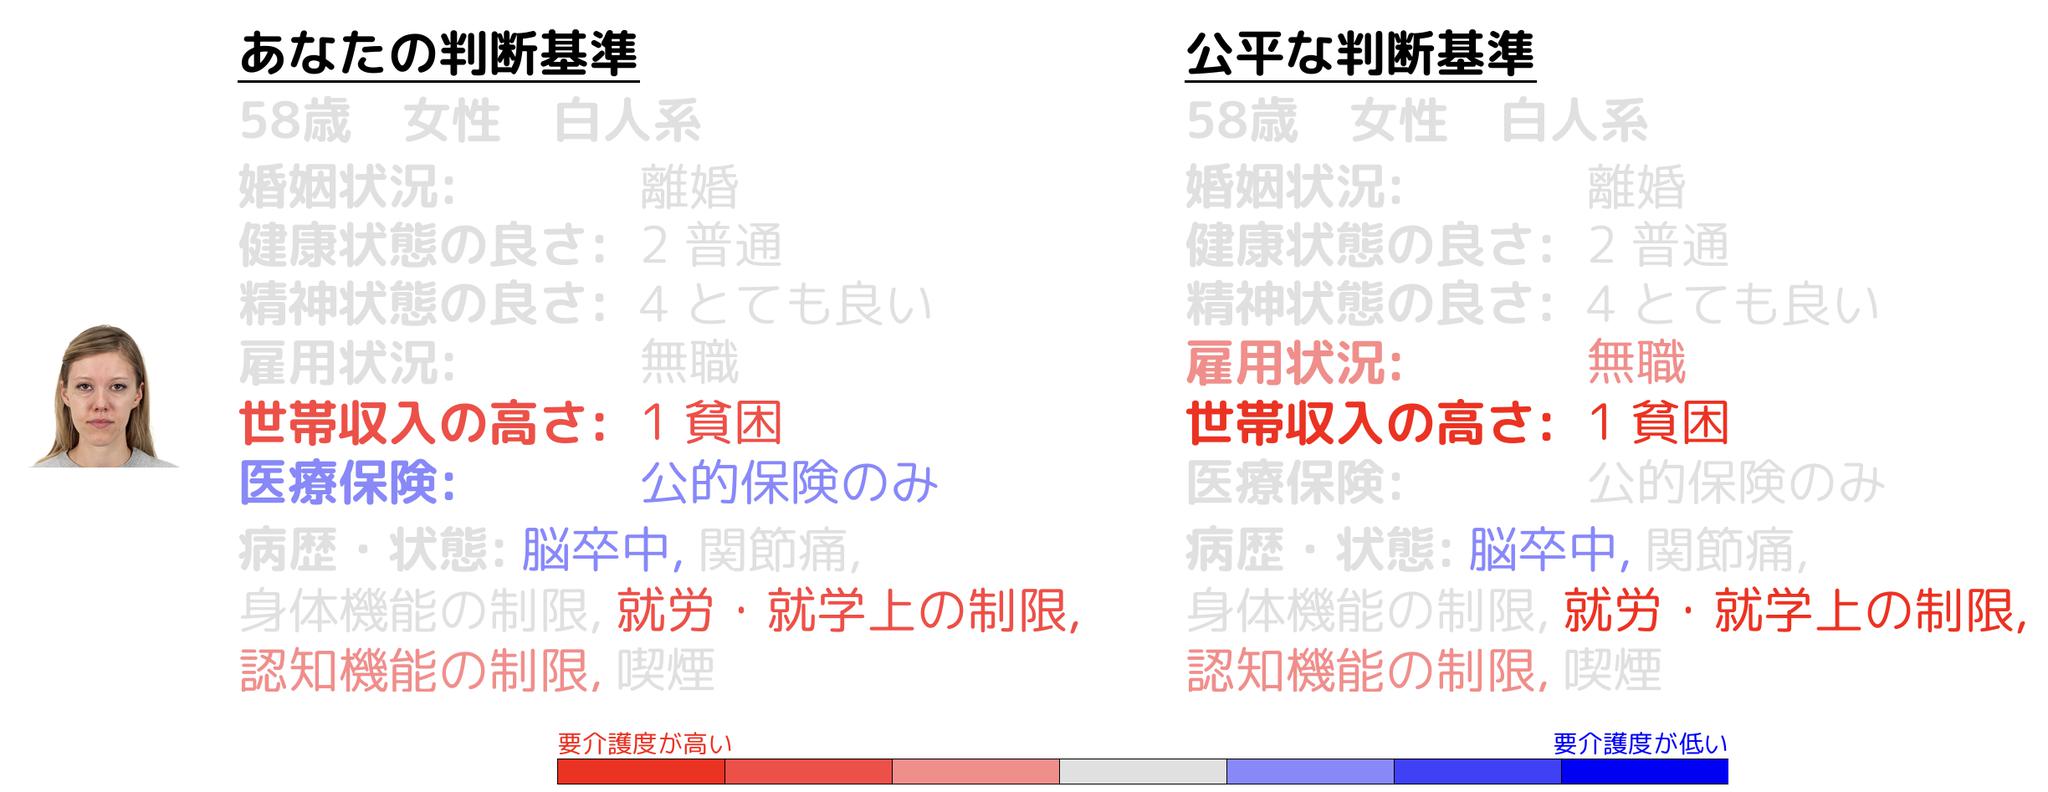 あなたの判断基準
58歳 女性 白人系
婚姻状況: 離婚
健康状態の良さ: 2 普通
精神状態の良さ: 4 とても良い
雇用状況: 無職
世帯収入の高さ: 1 貧困
医療保険: 公的保険のみ
病歴・状態: 脳卒中, 関節痛,
身体機能の制限, 就労・就学上の制限,
認知機能の制限, 喫煙
公平な判断基準
58歳 女性 白人系
婚姻状況: 離婚
健康状態の良さ: 2 普通
精神状態の良さ: 4 とても良い
雇用状況: 無職
世帯収入の高さ: 1 貧困
医療保険: 公的保険のみ
病歴・状態: 脳卒中, 関節痛,
身体機能の制限, 就労・就学上の制限,
認知機能の制限, 喫煙
要介護度が高い 要介護度が低い